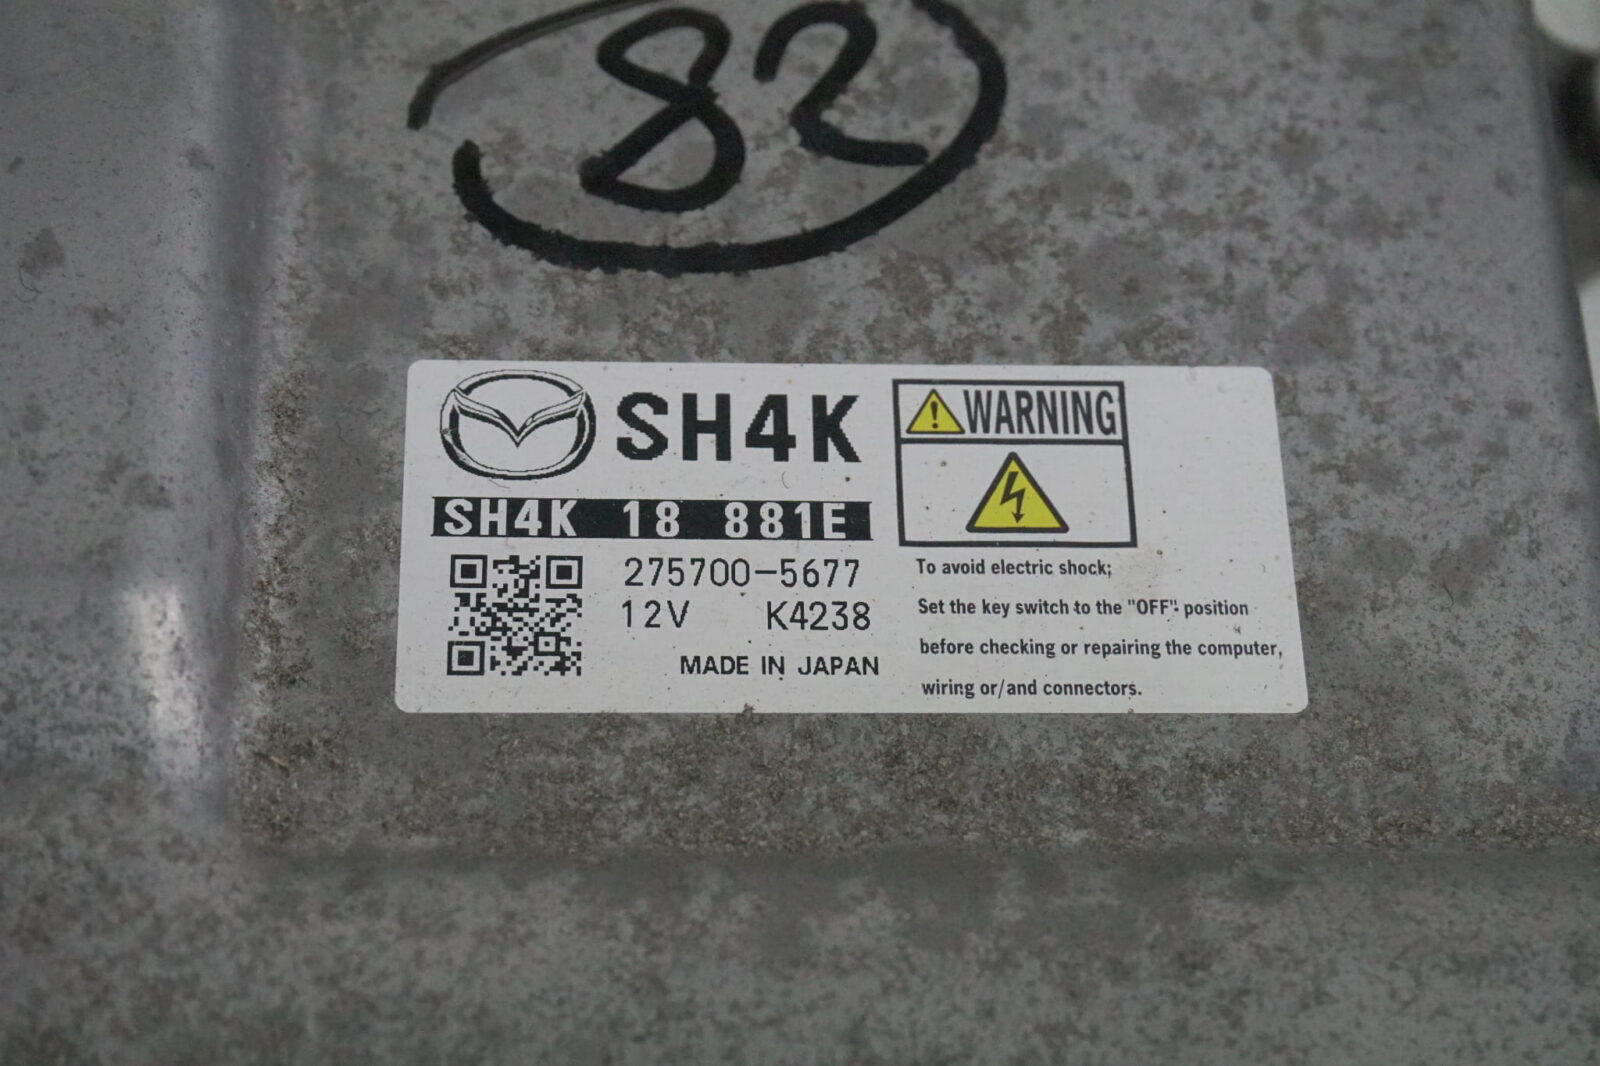 82
SH4K
SH4K 18 881E
275700-5677
12V K4238
MADE IN JAPAN
WARNING
To avoid electric shock;
Set the key switch to the "OFF" position
before checking or repairing the computer,
wiring or/and connectors.